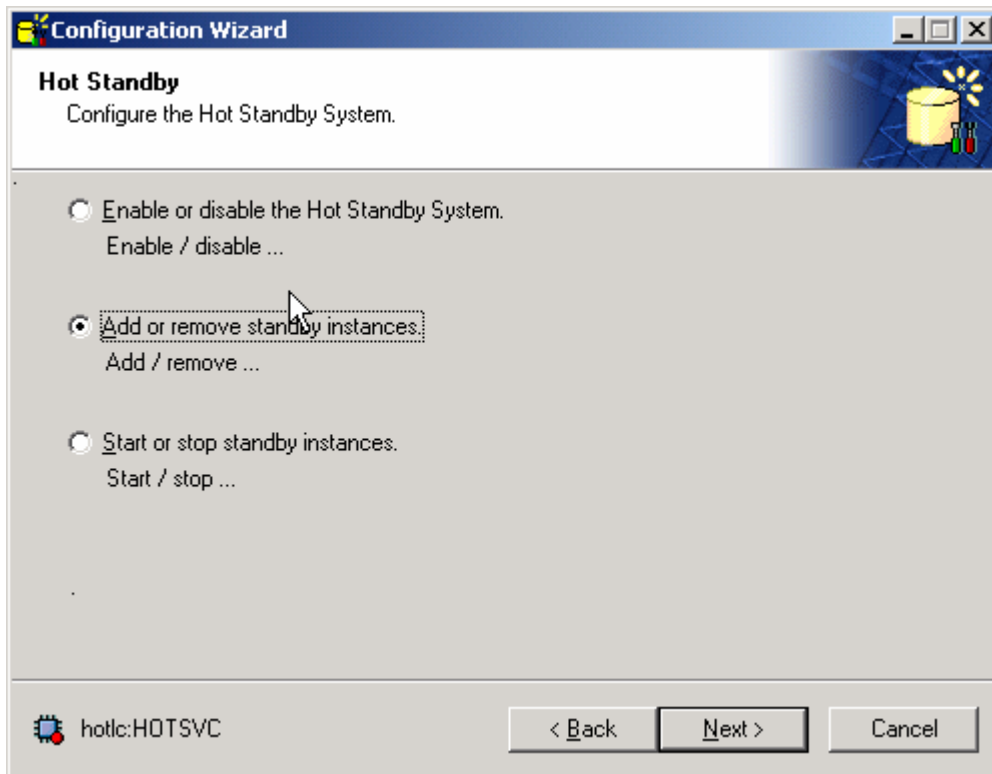 Configuration Wizard
Hot Standby
Configure the Hot Standby System.
Enable or disable the Hot Standby System.
Enable / disable ...
Add or remove standby instances.
Add / remove ...
Start or stop standby instances.
Start / stop ...
hotlc:HOTSVC
< Back
Next >
Cancel